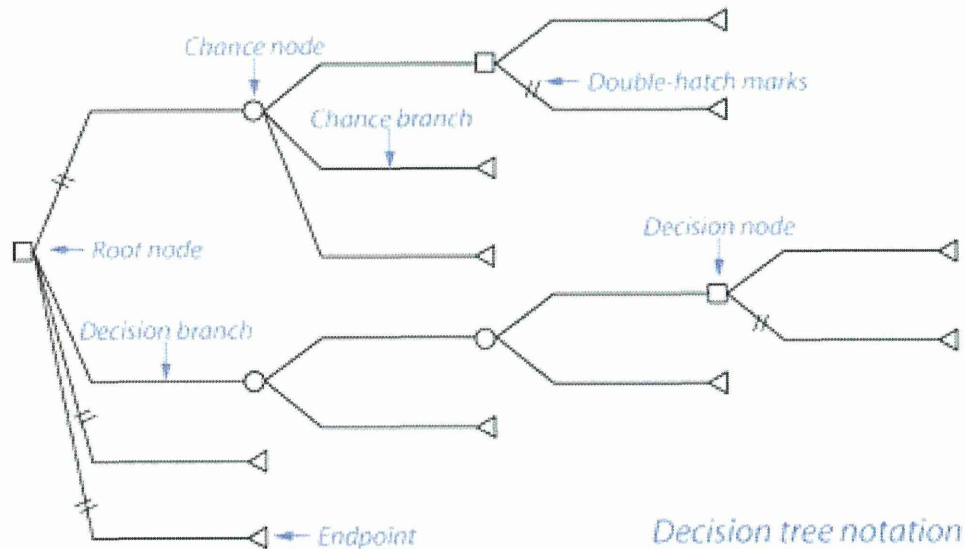 Chance node
Double-hatch marks
Chance branch
Root node
Decision node
Decision branch
Endpoint
Decision tree notation